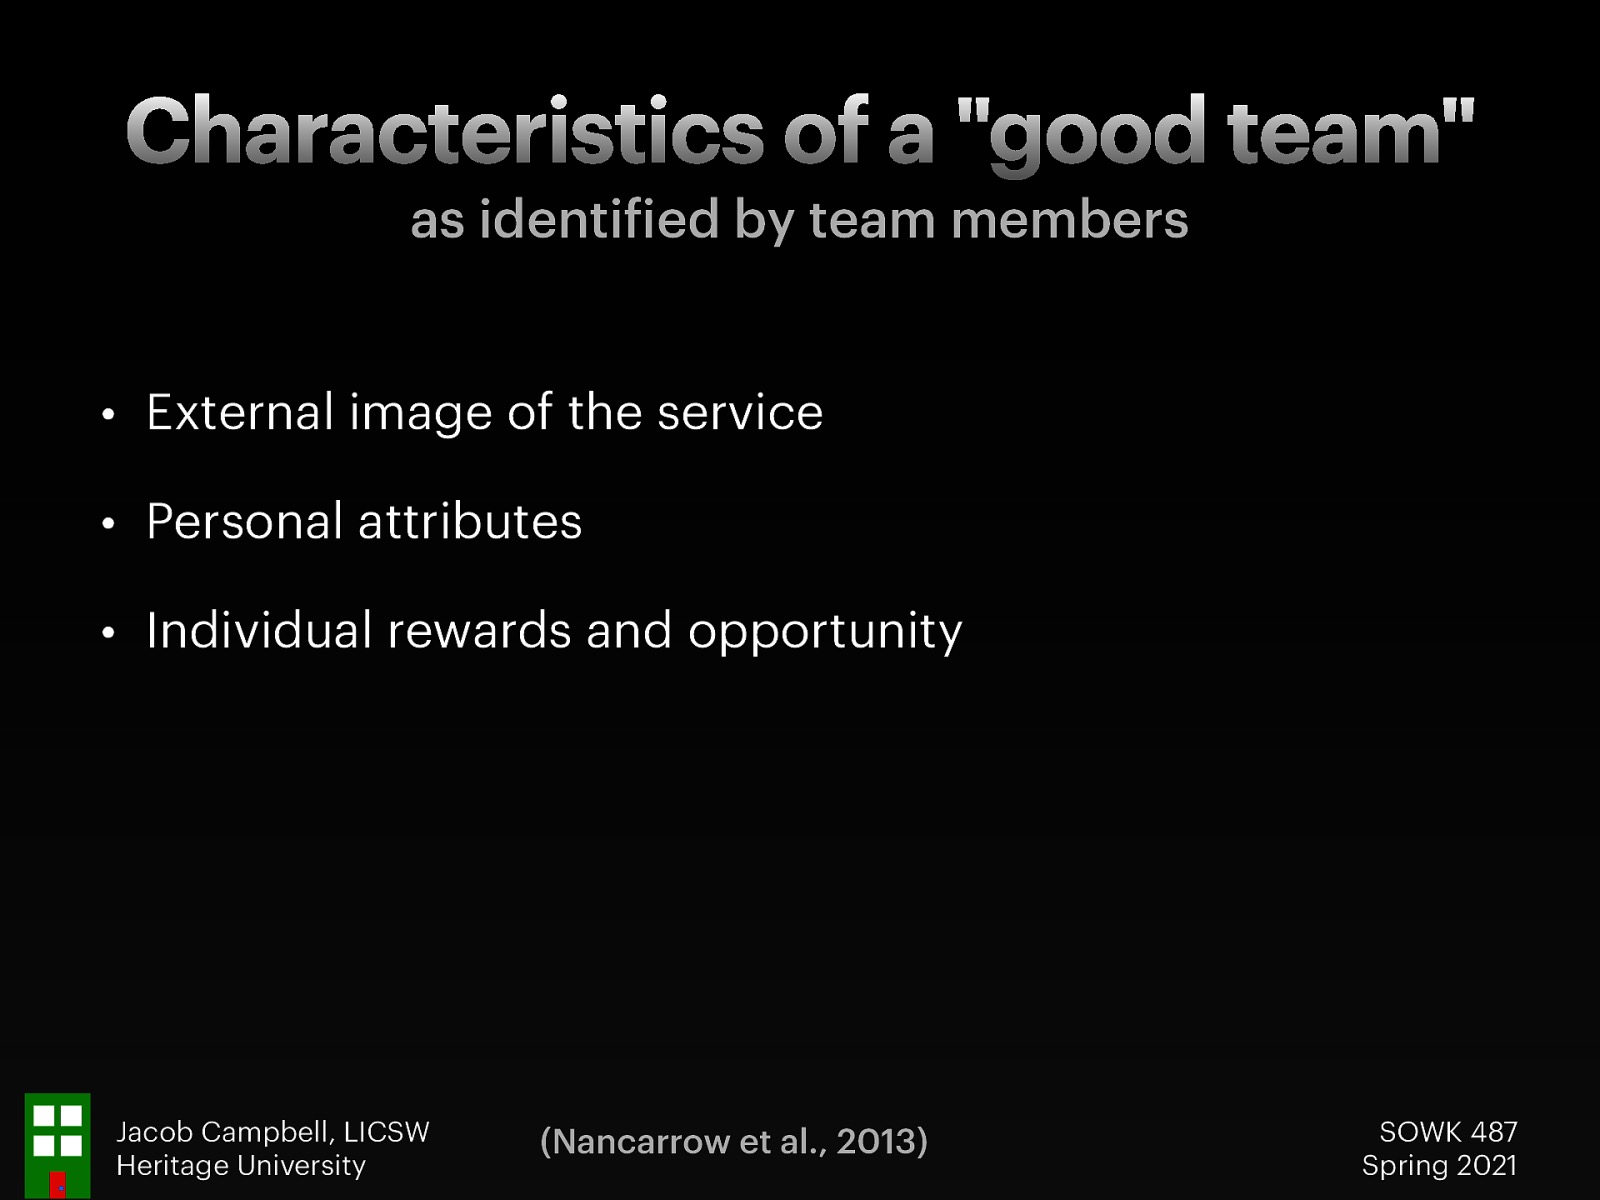 Characteristics of a "good team"
as identified by team members
• External image of the service
• Personal attributes
• Individual rewards and opportunity
Jacob Campbell, LICSW
Heritage University
(Nancarrow et al., 2013)
SOWK 487
Spring 2021